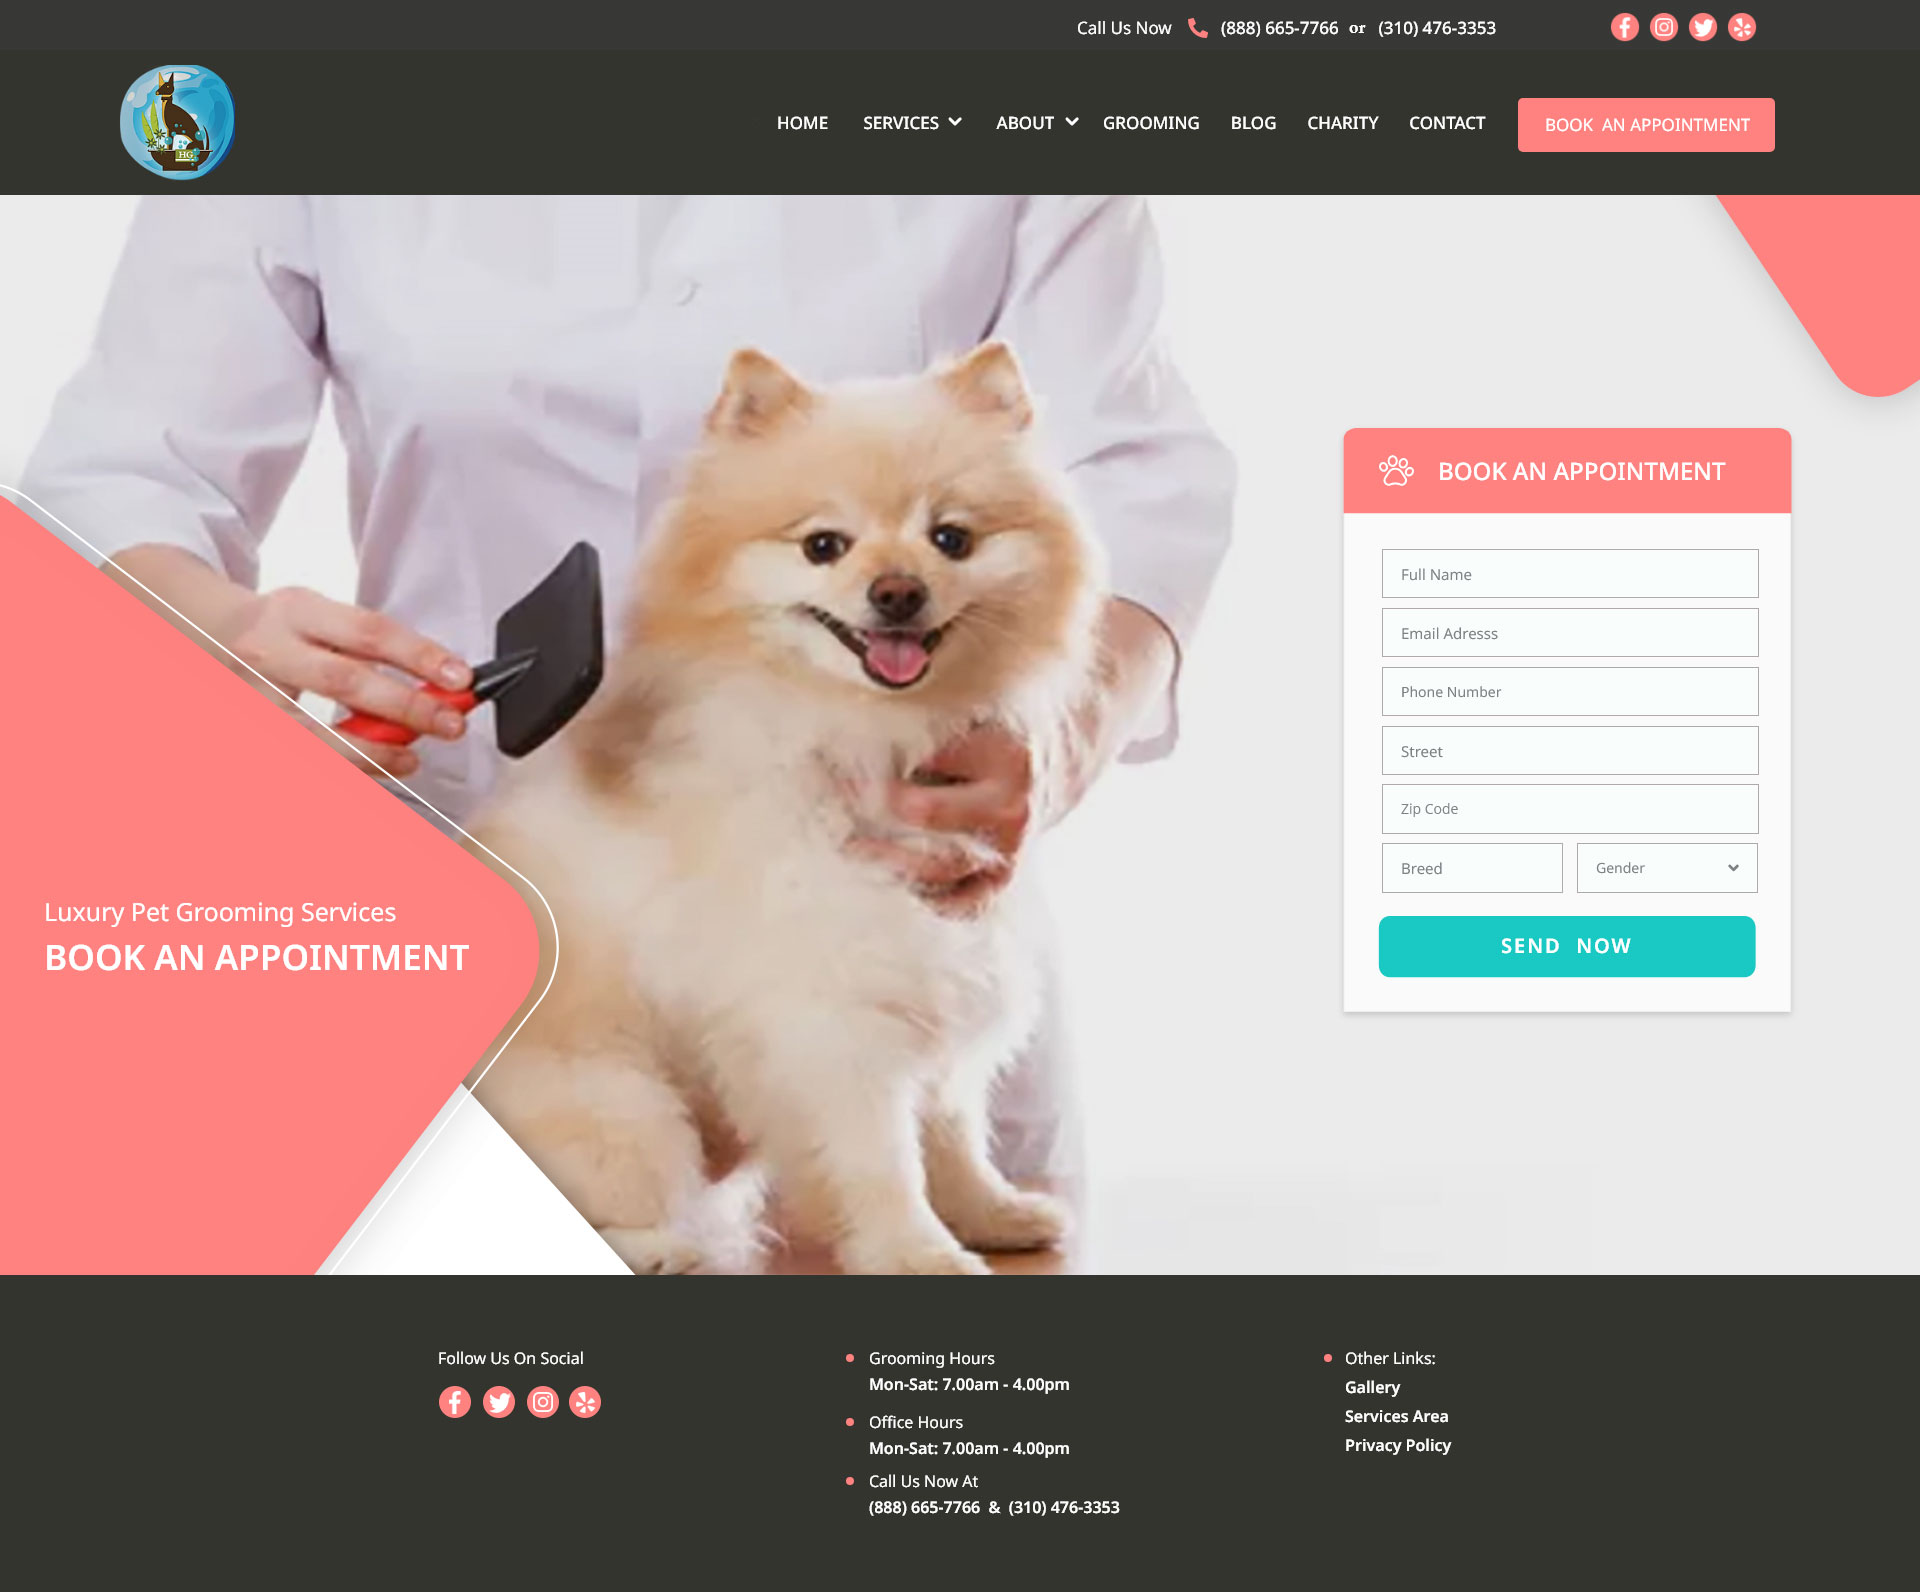 Call Us Now (888) 665-7766 or (310) 476-3353
HG
HOME SERVICES ABOUT GROOMING BLOG CHARITY CONTACT BOOK AN APPOINTMENT
BOOK AN APPOINTMENT
Full Name
Email Adresss
Phone Number
Street
Zip Code
Breed Gender
SEND NOW
Luxury Pet Grooming Services
BOOK AN APPOINTMENT
Follow Us On Social
Grooming Hours
Mon-Sat: 7.00am - 4.00pm
Office Hours
Mon-Sat: 7.00am - 4.00pm
Call Us Now At
(888) 665-7766 & (310) 476-3353
Other Links:
Gallery
Services Area
Privacy Policy